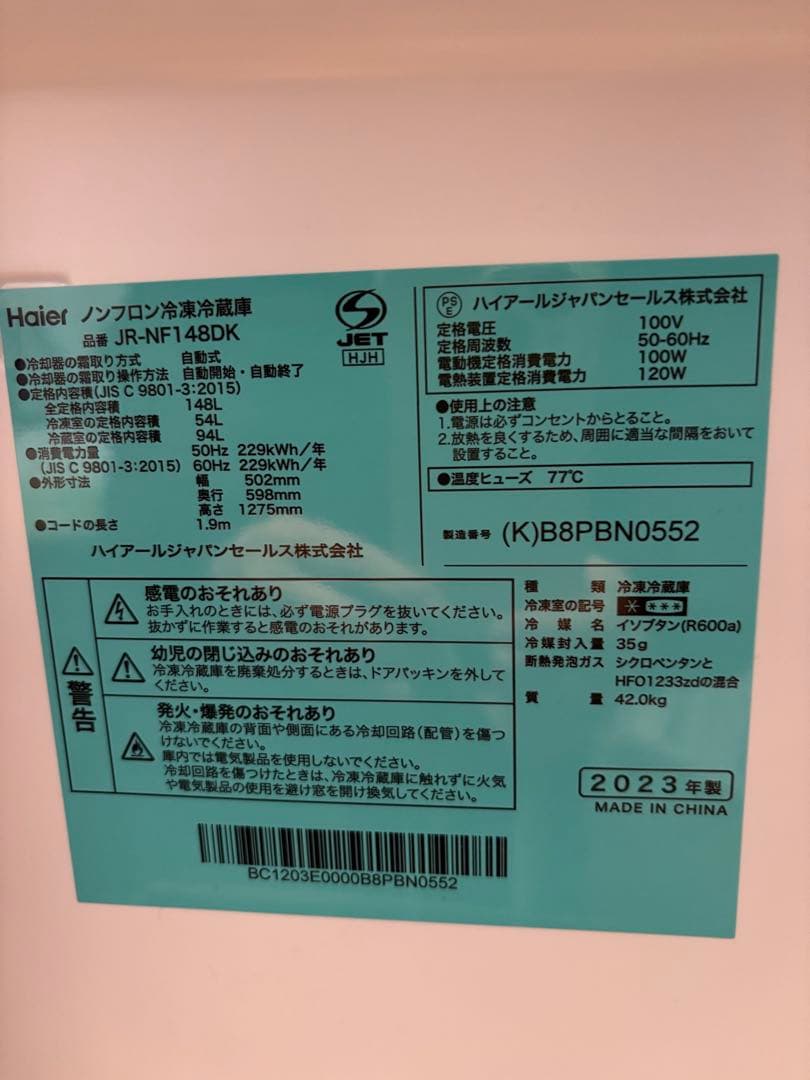 Haier ノンフロン冷凍冷蔵庫
品番 JR-NF148DK
●冷却器の霜取り方式 自動式
●冷却器の霜取り操作方法 自動開始・自動終了
●定格内容積(JIS C 9801-3:2015)
全定格内容積 148L
冷凍室の定格内容積 54L
冷蔵室の定格内容積 94L
●消費電力量 50Hz 229kWh/年
(JIS C 9801-3:2015) 60Hz 229kWh/年
●外形寸法 幅 502mm
奥行 598mm
高さ 1275mm
●コードの長さ 1.9m
ハイアールジャパンセールス株式会社
JET
HJH
PSE ハイアールジャパンセールス株式会社
定格電圧 100V
定格周波数 50-60Hz
電動機定格消費電力 100W
電熱装置定格消費電力 120W
●使用上の注意
1.電源は必ずコンセントからとること。
2.放熱を良くするため、周囲に適当な間隔をおいて
設置すること。
●温度ヒューズ 77℃
製造番号 (K)B8PBN0552
警告
感電のおそれあり
お手入れのときには、必ず電源プラグを抜いてください。
抜かずに作業すると感電のおそれがあります。
幼児の閉じ込みのおそれあり
冷凍冷蔵庫を廃棄処分するときは、ドアパッキンを外して
ください。
発火・爆発のおそれあり
冷凍冷蔵庫の背面や側面にある冷却回路(配管)を傷つ
けないでください。
庫内では電気製品を使用しないでください。
冷却回路を傷つけたときは、冷凍冷蔵庫に触れずに火気
や電気製品の使用を避け窓を開け換気してください。
種類 冷凍冷蔵庫
冷凍室の記号 * ***
冷媒名 イソブタン(R600a)
冷媒封入量 35g
断熱発泡ガス シクロペンタンと
HFO1233zdの混合
質量 42.0kg
2023年製
MADE IN CHINA
BC1203E0000B8PBN0552